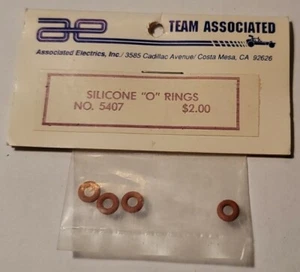 ae TEAM ASSOCIATED
Associated Electrics, Inc./ 3585 Cadillac Avenue/ Costa Mesa, CA 92626
SILICONE "O" RINGS
NO. 5407 $2.00